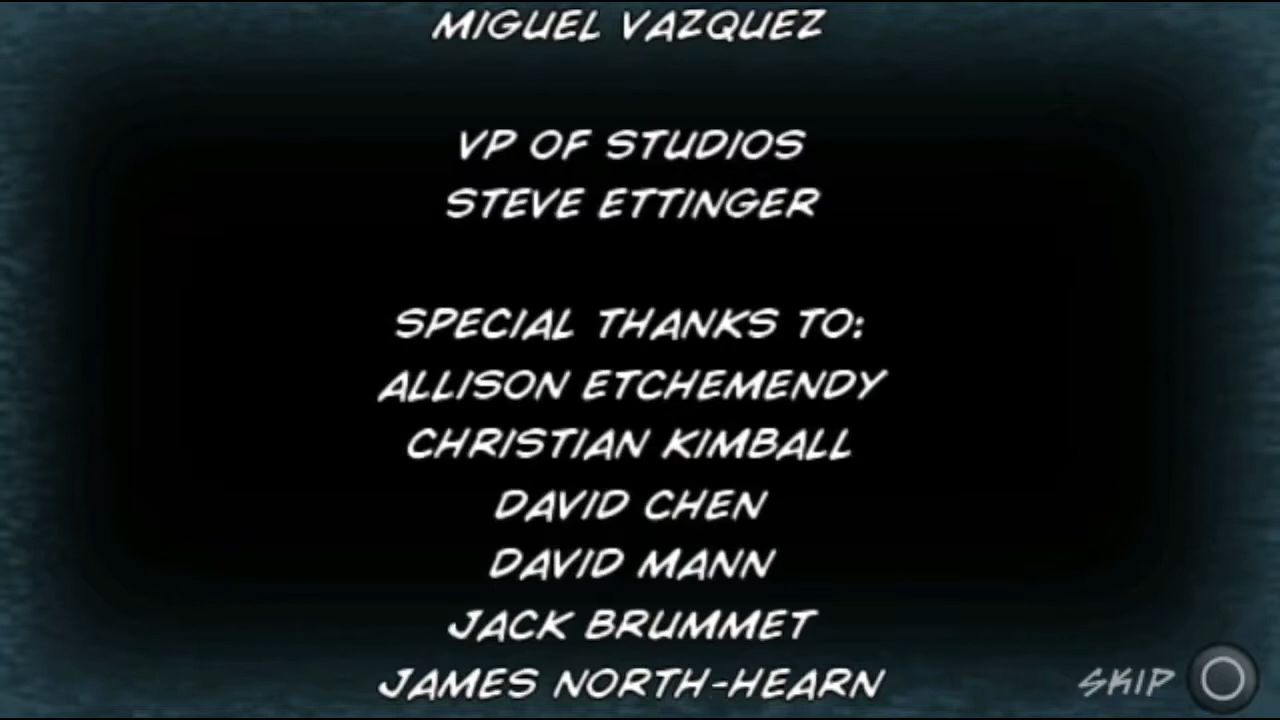 MIGUEL VAZQUEZ
VP OF STUDIOS
STEVE ETTINGER
SPECIAL THANKS TO:
ALLISON ETCHEMENDY
CHRISTIAN KIMBALL
DAVID CHEN
DAVID MANN
JACK BRUMMET
JAMES NORTH-HEARN
SKIP